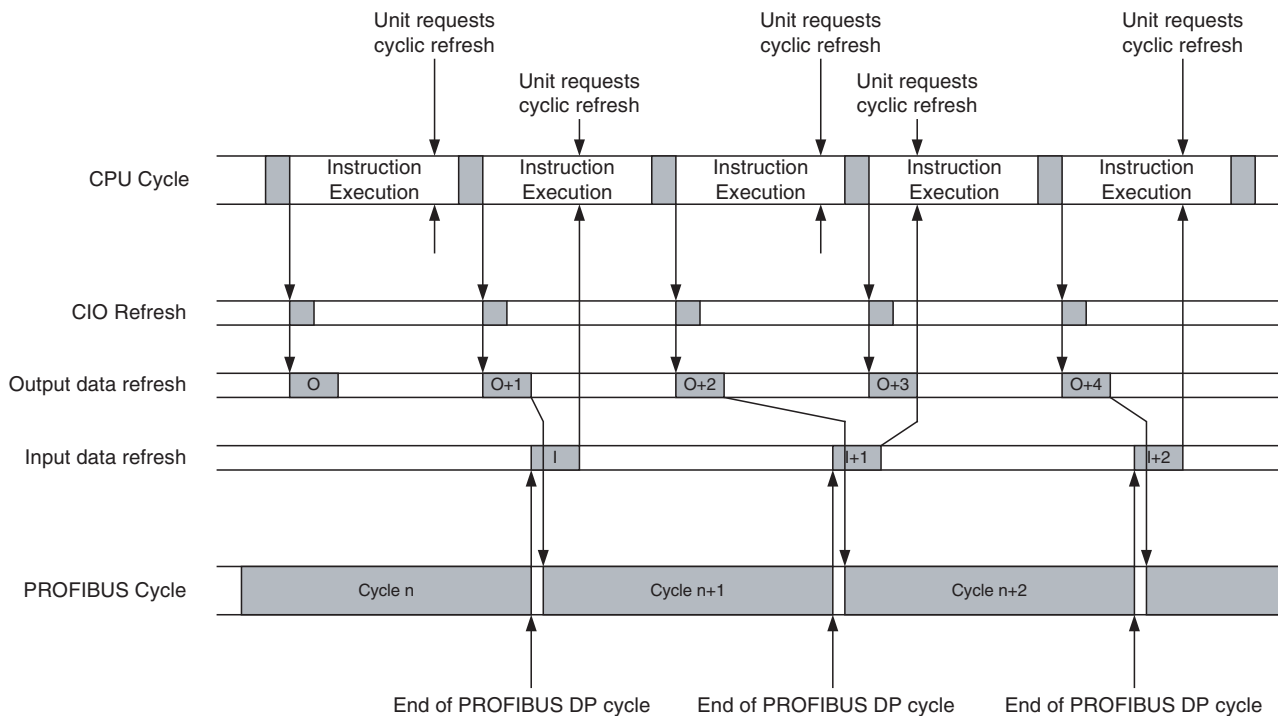 Unit requests
cyclic refresh
Unit requests
cyclic refresh
Unit requests
cyclic refresh
Unit requests
cyclic refresh
Unit requests
cyclic refresh
CPU Cycle
Instruction
Execution
Instruction
Execution
Instruction
Execution
Instruction
Execution
Instruction
Execution
CIO Refresh
Output data refresh
O
O+1
O+2
O+3
O+4
Input data refresh
I
I+1
I+2
PROFIBUS Cycle
Cycle n
Cycle n+1
Cycle n+2
End of PROFIBUS DP cycle
End of PROFIBUS DP cycle
End of PROFIBUS DP cycle